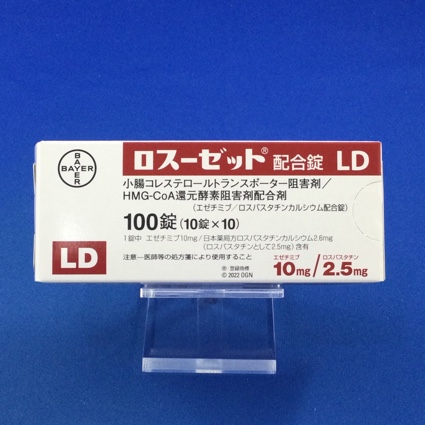 BAYER
BAYER
ロスーゼット® 配合錠 LD
小腸コレステロールトランスポーター阻害剤/
HMG-CoA還元酵素阻害剤配合剤
(エゼチミブ/ロスバスタチンカルシウム配合錠)
100錠(10錠×10)
1錠中 エゼチミブ10mg/日本薬局方ロスバスタチンカルシウム2.6mg
(ロスバスタチンとして2.5mg)含有
LD
注意-医師等の処方箋により使用すること
®登録商標
© 2022 OGN
エゼチミブ ロスバスタチン
10mg/2.5mg